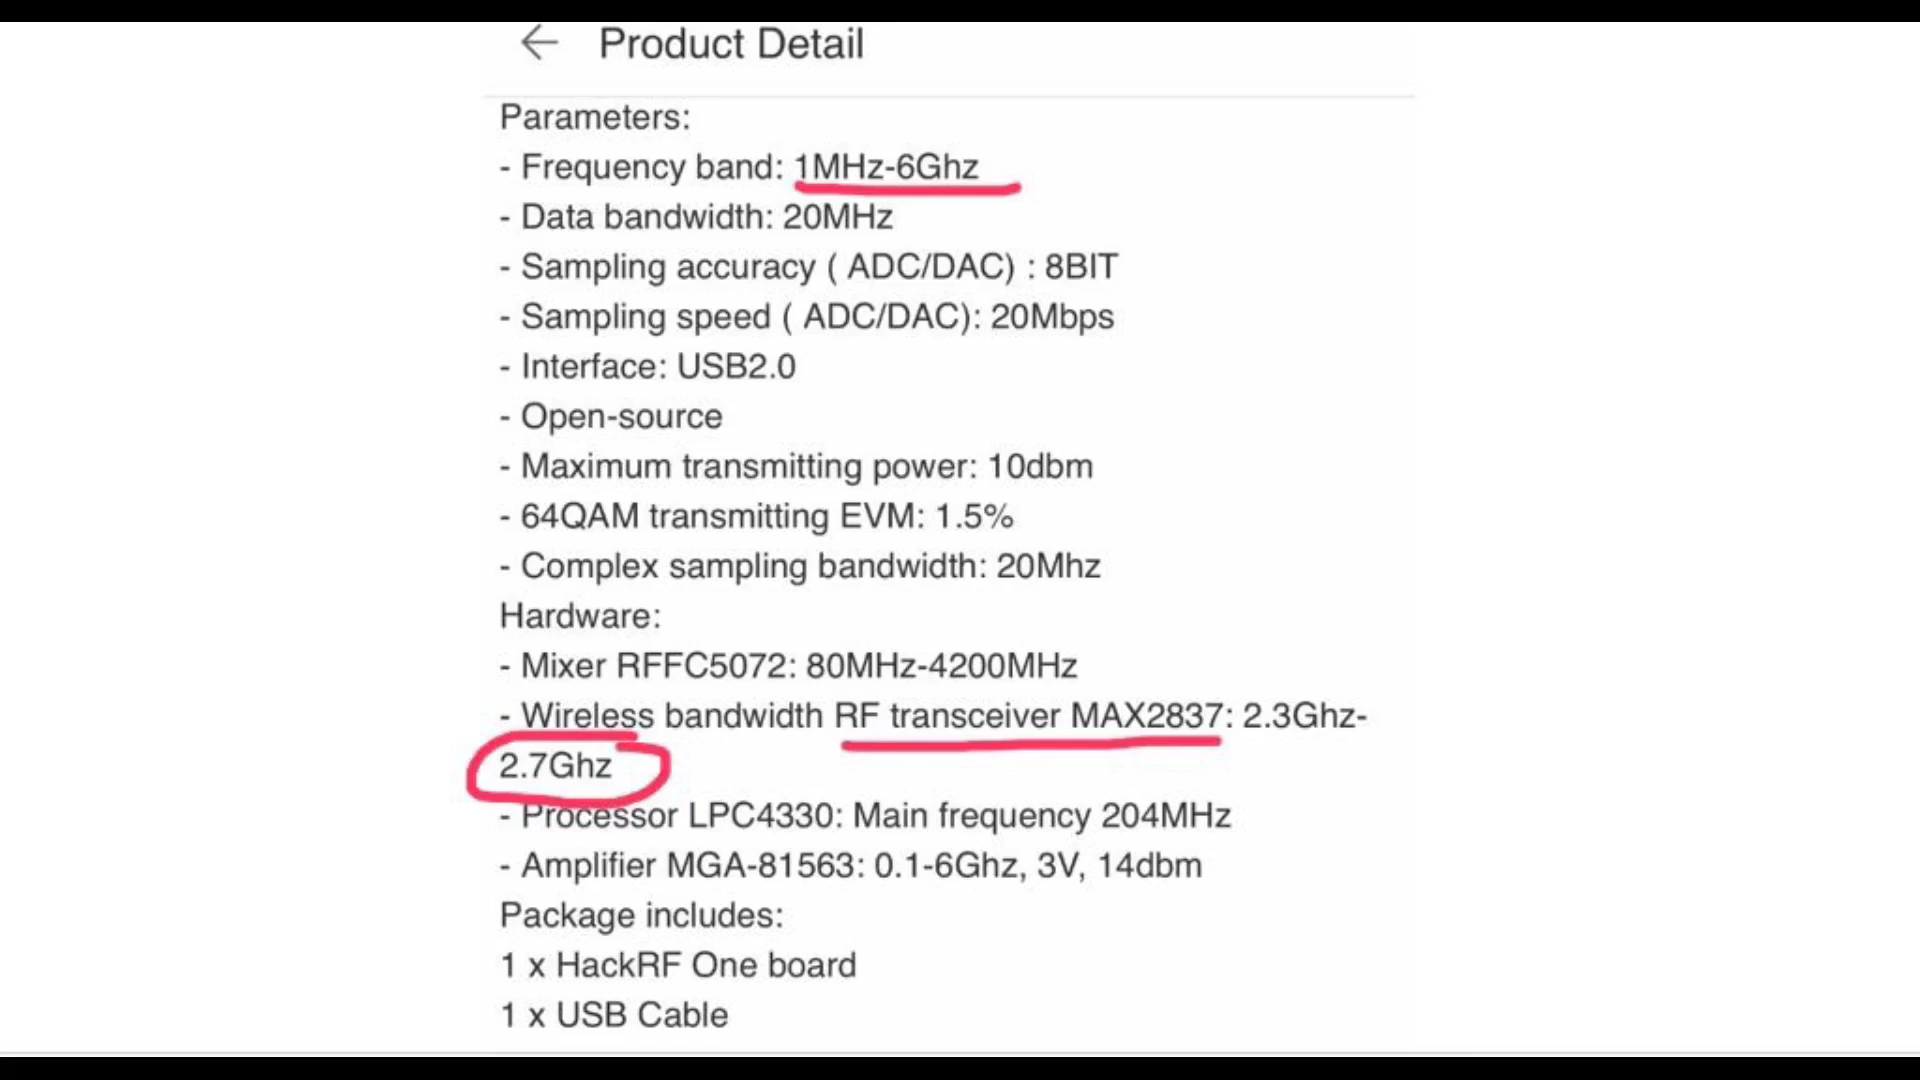 Product Detail
Parameters:
- Frequency band: 1MHz-6Ghz
- Data bandwidth: 20MHz
- Sampling accuracy ( ADC/DAC) : 8BIT
- Sampling speed ( ADC/DAC): 20Mbps
- Interface: USB2.0
- Open-source
- Maximum transmitting power: 10dbm
- 64QAM transmitting EVM: 1.5%
- Complex sampling bandwidth: 20Mhz
Hardware:
- Mixer RFFC5072: 80MHz-4200MHz
- Wireless bandwidth RF transceiver MAX2837: 2.3Ghz-
2.7Ghz
- Processor LPC4330: Main frequency 204MHz
- Amplifier MGA-81563: 0.1-6Ghz, 3V, 14dbm
Package includes:
1 x HackRF One board
1 x USB Cable